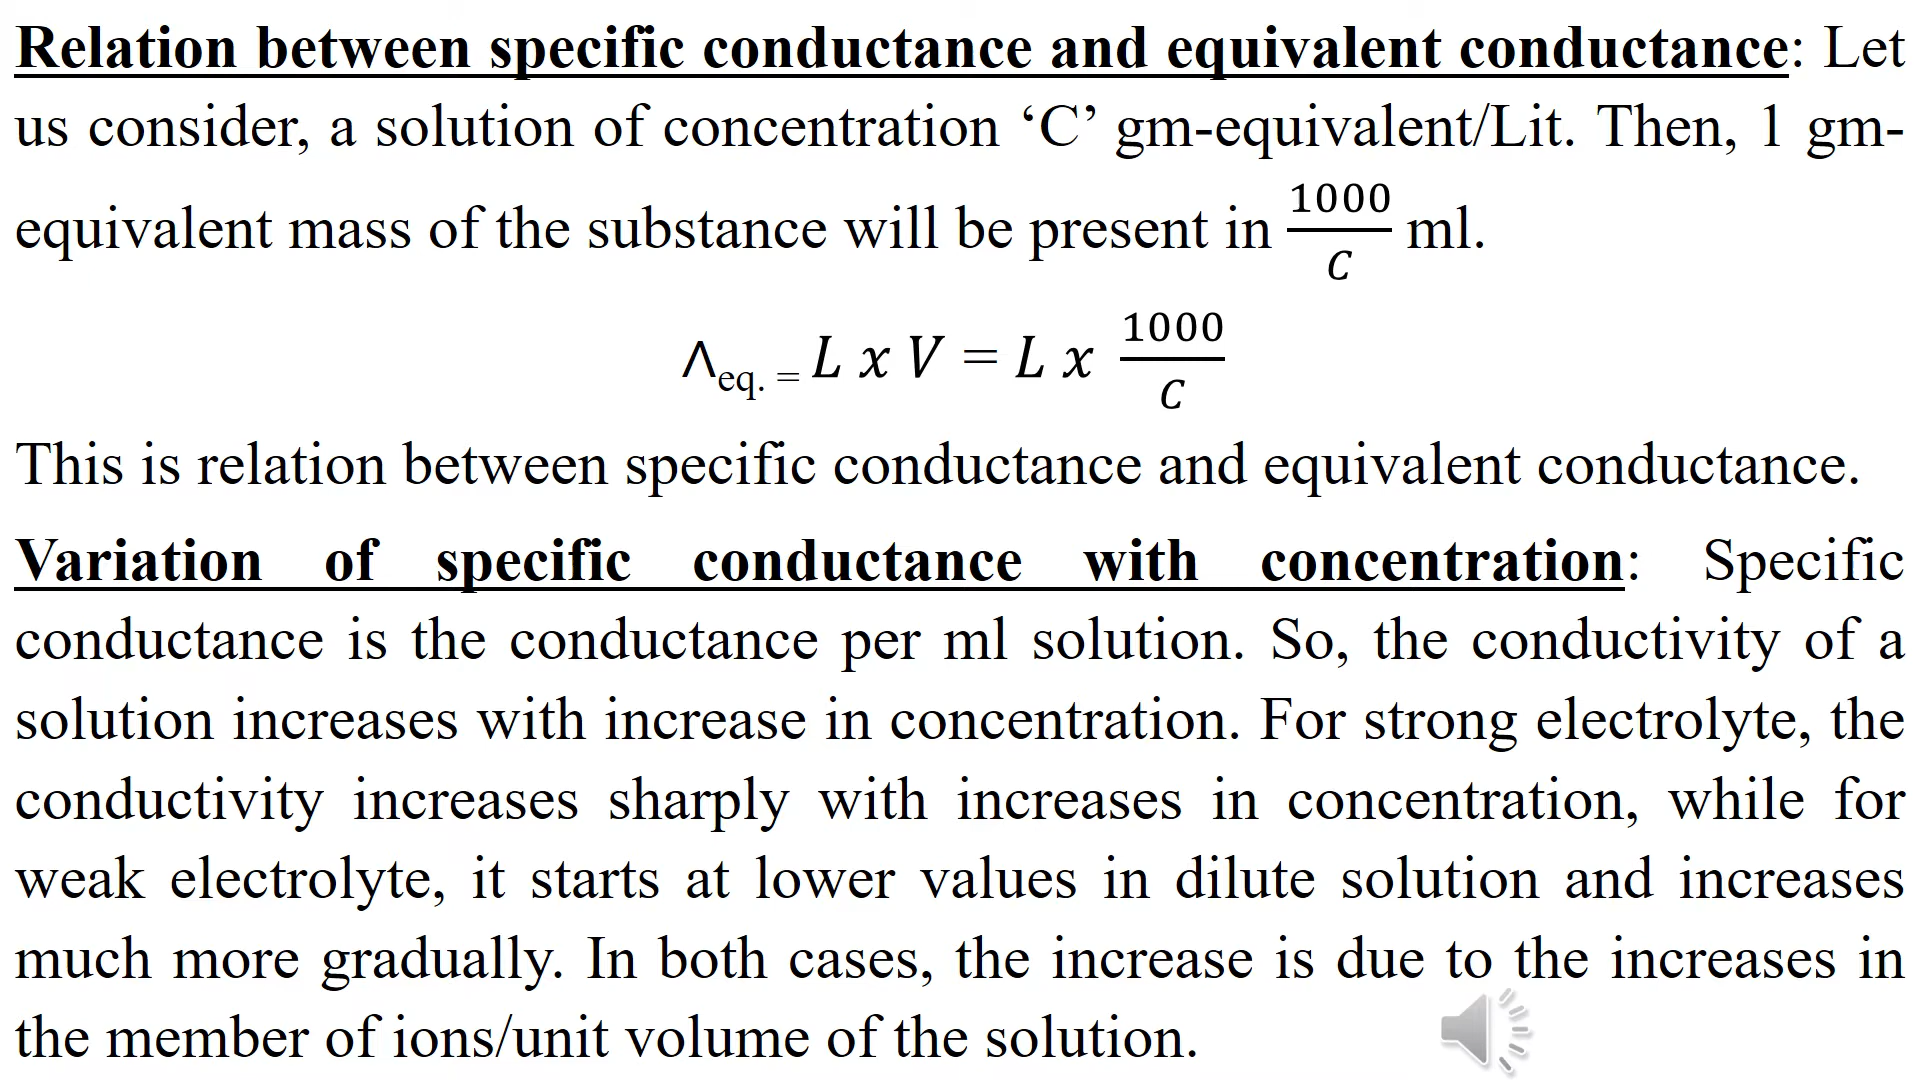 Relation between specific conductance and equivalent conductance: Let
us consider, a solution of concentration ‘C’ gm-equivalent/Lit. Then, 1 gm-
equivalent mass of the substance will be present in 1000/C ml.
Λeq. = L x V = L x 1000/C
This is relation between specific conductance and equivalent conductance.
Variation of specific conductance with concentration: Specific
conductance is the conductance per ml solution. So, the conductivity of a
solution increases with increase in concentration. For strong electrolyte, the
conductivity increases sharply with increases in concentration, while for
weak electrolyte, it starts at lower values in dilute solution and increases
much more gradually. In both cases, the increase is due to the increases in
the member of ions/unit volume of the solution.